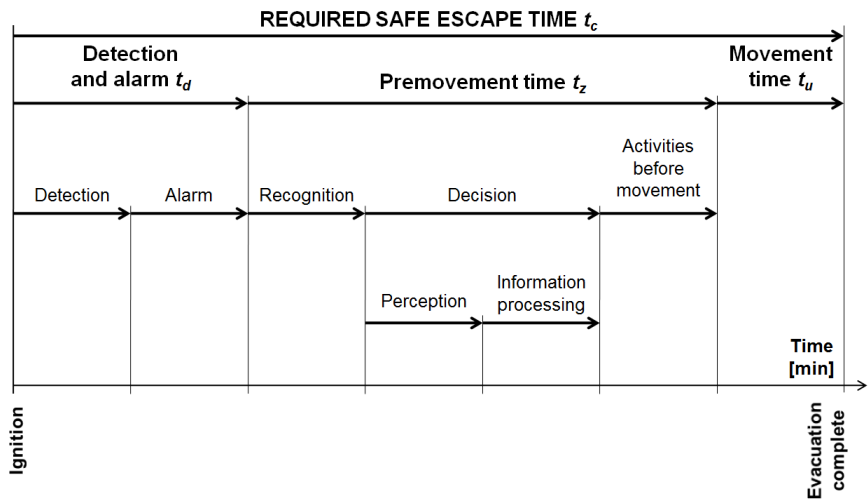 REQUIRED SAFE ESCAPE TIME tc
Detection
and alarm td
Premovement time tz
Movement
time tu
Detection
Alarm
Recognition
Decision
Activities
before
movement
Perception
Information
processing
Time
[min]
Ignition
Evacuation
complete